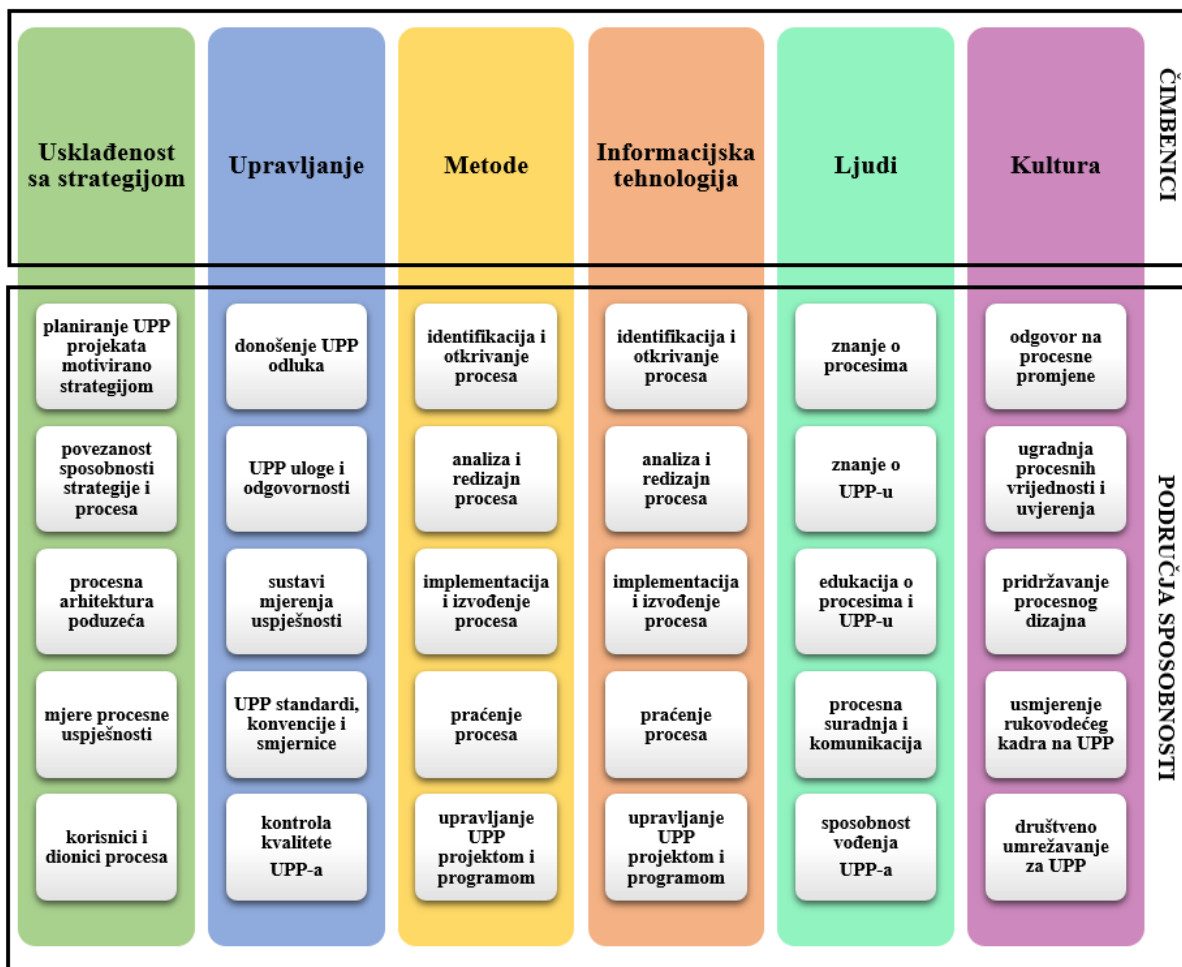 Usklađenost
sa strategijom
Upravljanje
Metode
Informacijska
tehnologija
Ljudi
Kultura
ČIMBENICI
planiranje UPP
projekata
motivirano
strategijom
donošenje UPP
odluka
identifikacija i
otkrivanje
procesa
identifikacija i
otkrivanje
procesa
znanje o
procesima
odgovor na
procesne
promjene
povezanost
sposobnosti
strategije i
procesa
UPP uloge i
odgovornosti
analiza i
redizajn
procesa
analiza i
redizajn
procesa
znanje o
UPP-u
ugradnja
procesnih
vrijednosti i
uvjerenja
procesna
arhitektura
poduzeća
sustavi
mjerenja
uspješnosti
implementacija
i izvođenje
procesa
implementacija
i izvođenje
procesa
edukacija o
procesima i
UPP-u
pridržavanje
procesnog
dizajna
mjere procesne
uspješnosti
UPP standardi,
konvencije i
smjernice
praćenje
procesa
praćenje
procesa
procesna
suradnja i
komunikacija
usmjerenje
rukovodećeg
kadra na UPP
korisnici i
dionici procesa
kontrola
kvalitete
UPP-a
upravljanje
UPP
projektom i
programom
upravljanje
UPP
projektom i
programom
sposobnost
vođenja
UPP-a
društveno
umrežavanje
za UPP
PODRUČJA SPOSOBNOSTI